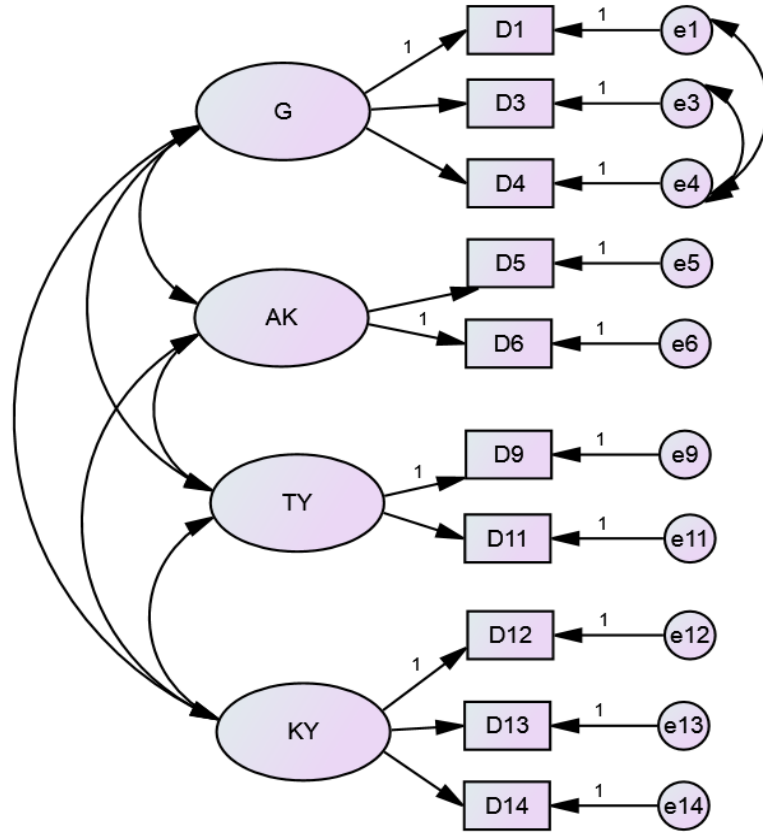 D1 1 e1
1
G
D3 1 e3
D4 1 e4
D5 1 e5
AK
1
D6 1 e6
D9 1 e9
1
TY
D11 1 e11
D12 1 e12
1
KY
D13 1 e13
D14 1 e14